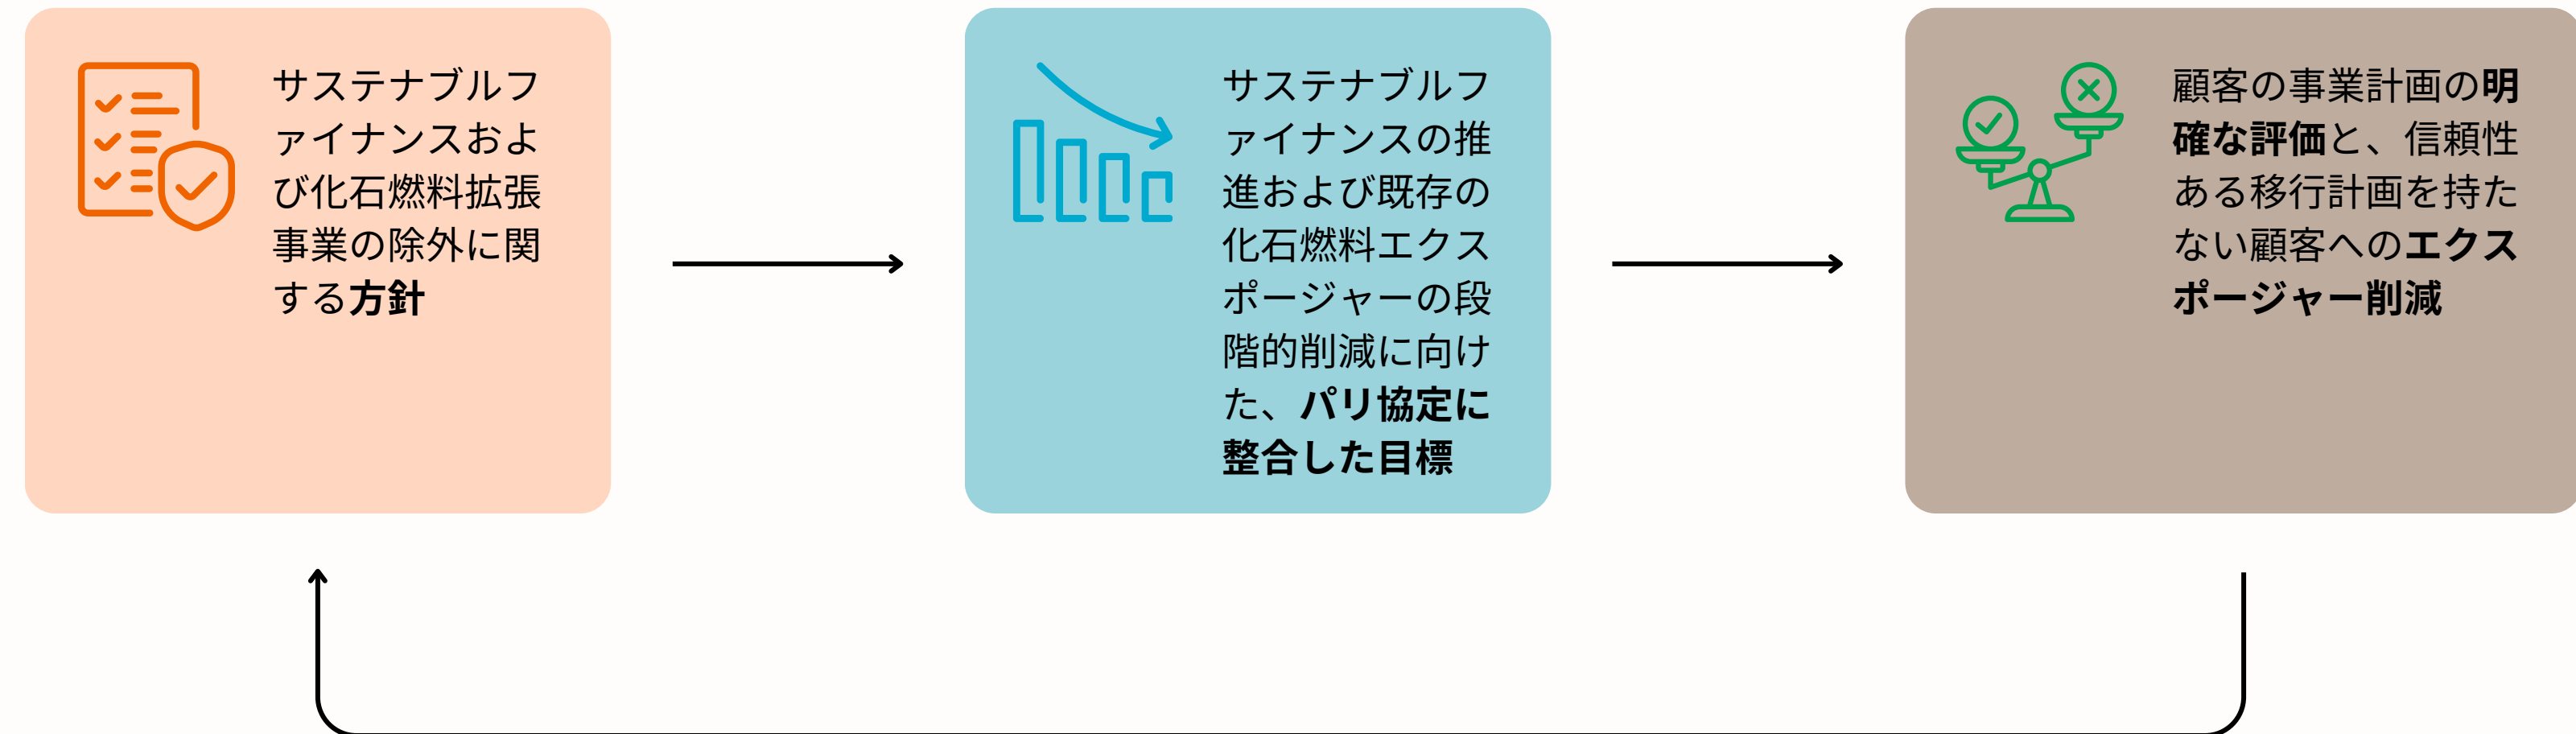 サステナブルフ
ァイナンスおよ
び化石燃料拡張
事業の除外に関
する方針
サステナブルフ
ァイナンスの推
進および既存の
化石燃料エクス
ポージャーの段
階的削減に向け
た、パリ協定に
整合した目標
顧客の事業計画の明
確な評価と、信頼性
ある移行計画を持た
ない顧客へのエクス
ポージャー削減